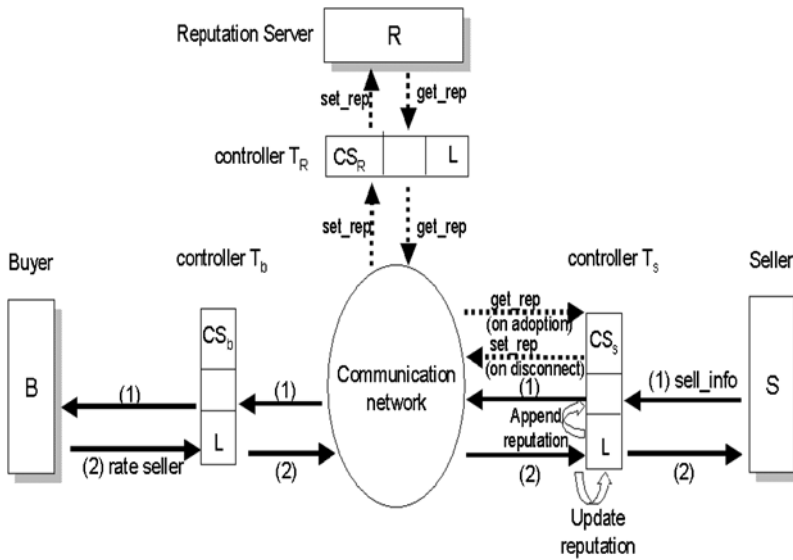 Reputation Server
R
set_rep
get_rep
controller T_R
CS_R
L
set_rep
get_rep
Buyer
controller T_b
controller T_s
Seller
get_rep
(on adoption)
set_rep
(on disconnect)
CS_b
CS_s
B
Communication
network
S
(1)
(1)
(1)
(1) sell_info
Append
reputation
L
L
(2) rate seller
(2)
(2)
(2)
Update
reputation